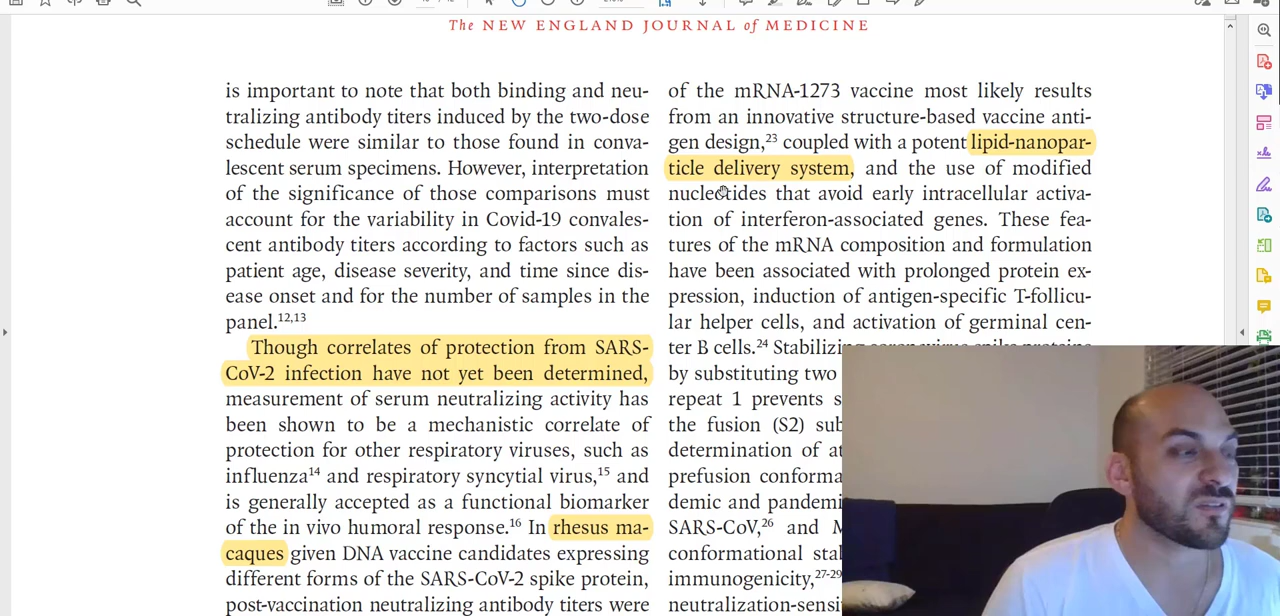 The NEW ENGLAND JOURNAL of MEDICINE
is important to note that both binding and neu-
tralizing antibody titers induced by the two-dose
schedule were similar to those found in conva-
lescent serum specimens. However, interpretation
of the significance of those comparisons must
account for the variability in Covid-19 convales-
cent antibody titers according to factors such as
patient age, disease severity, and time since dis-
ease onset and for the number of samples in the
panel.12,13
Though correlates of protection from SARS-
CoV-2 infection have not yet been determined,
measurement of serum neutralizing activity has
been shown to be a mechanistic correlate of
protection for other respiratory viruses, such as
influenza14 and respiratory syncytial virus,15 and
is generally accepted as a functional biomarker
of the in vivo humoral response.16 In rhesus ma-
caques given DNA vaccine candidates expressing
different forms of the SARS-CoV-2 spike protein,
post-vaccination neutralizing antibody titers were
of the mRNA-1273 vaccine most likely results
from an innovative structure-based vaccine anti-
gen design,23 coupled with a potent lipid-nanopar-
ticle delivery system, and the use of modified
nucleotides that avoid early intracellular activa-
tion of interferon-associated genes. These fea-
tures of the mRNA composition and formulation
have been associated with prolonged protein ex-
pression, induction of antigen-specific T-follicu-
lar helper cells, and activation of germinal cen-
ter B cells.24 Stabilizing
by substituting two
repeat 1 prevents s
the fusion (S2) sub
determination of at
prefusion conforma
demic and pandemi
SARS-CoV,26 and M
conformational stal
immunogenicity,27-29
neutralization-sensi